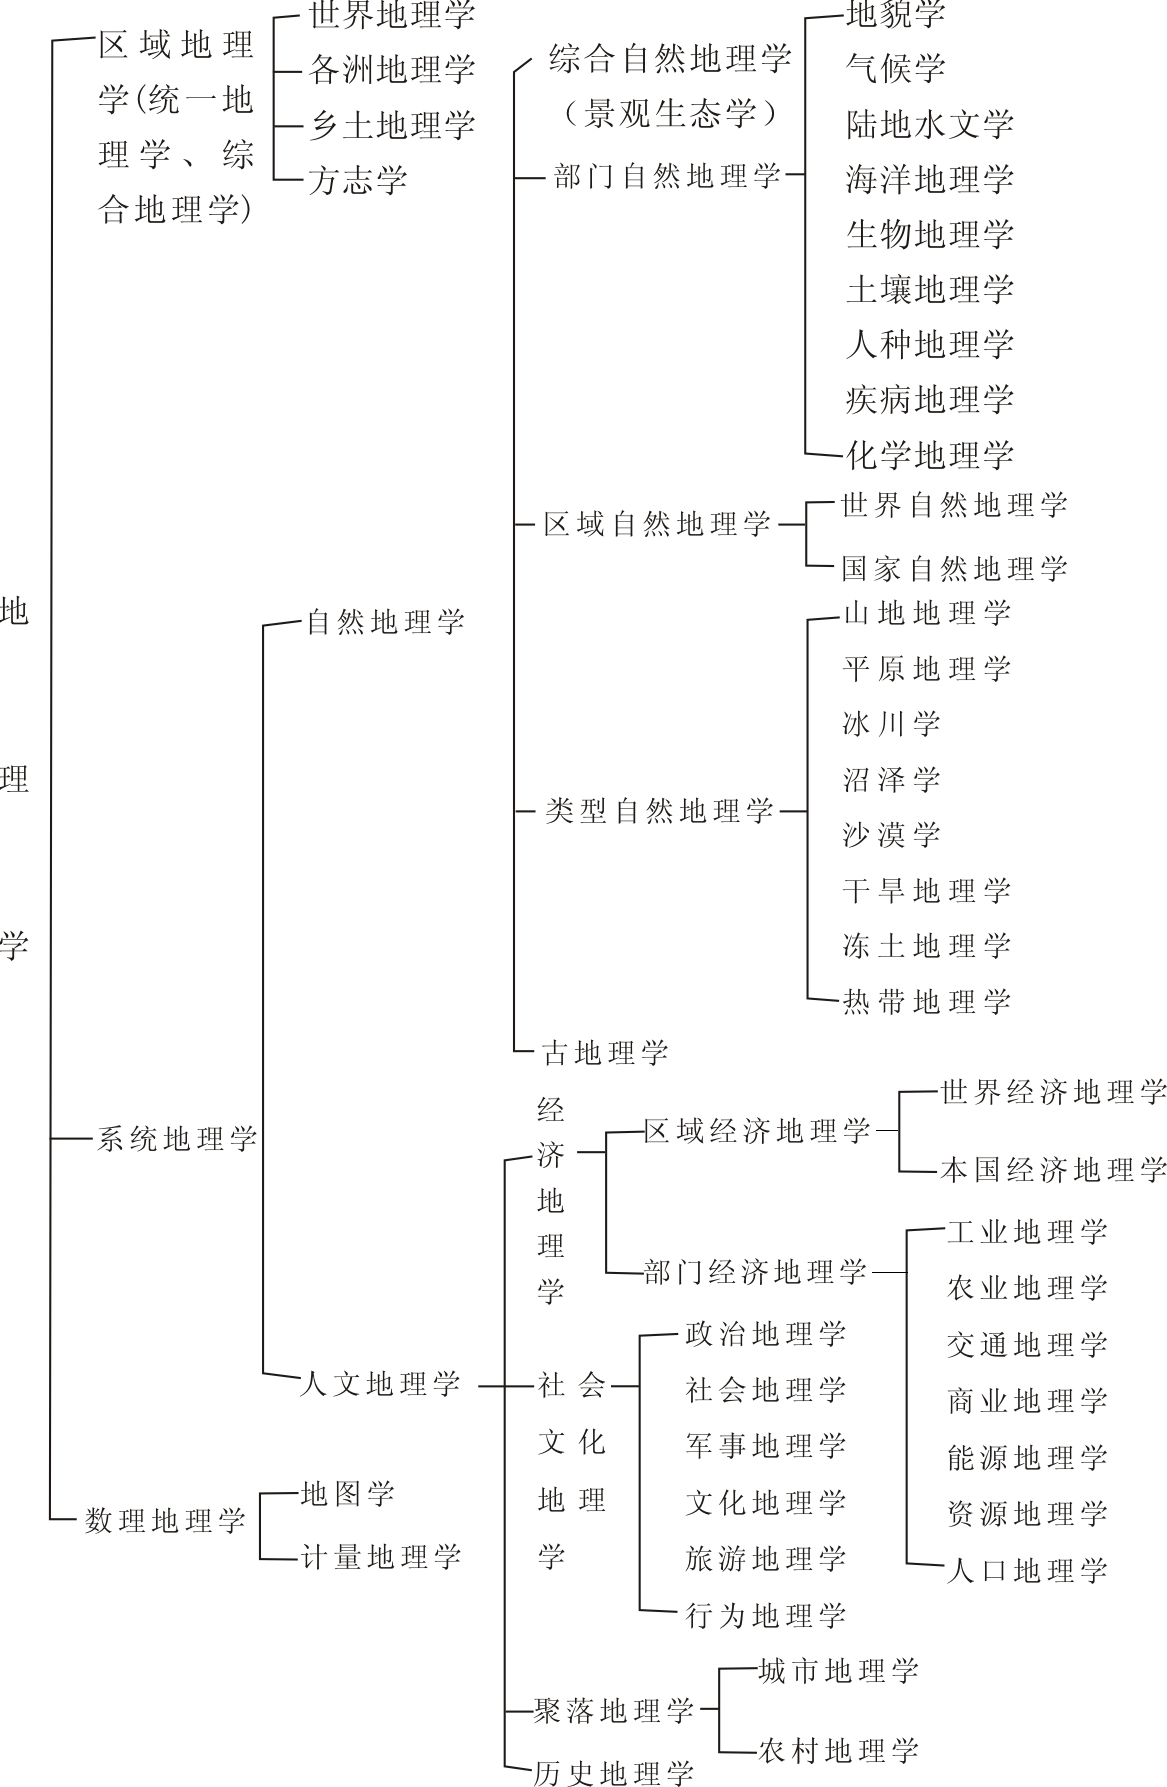 地
理
学
区域地理
学(统一地
理学、综
合地理学)
世界地理学
各洲地理学
乡土地理学
方志学
系统地理学
自然地理学
综合自然地理学
（景观生态学）
部门自然地理学
地貌学
气候学
陆地水文学
海洋地理学
生物地理学
土壤地理学
人种地理学
疾病地理学
化学地理学
区域自然地理学
世界自然地理学
国家自然地理学
类型自然地理学
山地地理学
平原地理学
冰川学
沼泽学
沙漠学
干旱地理学
冻土地理学
热带地理学
古地理学
人文地理学
经
济
地
理
学
区域经济地理学
世界经济地理学
本国经济地理学
部门经济地理学
工业地理学
农业地理学
交通地理学
商业地理学
能源地理学
资源地理学
人口地理学
社会
文化
地理
学
政治地理学
社会地理学
军事地理学
文化地理学
旅游地理学
行为地理学
聚落地理学
城市地理学
农村地理学
历史地理学
数理地理学
地图学
计量地理学